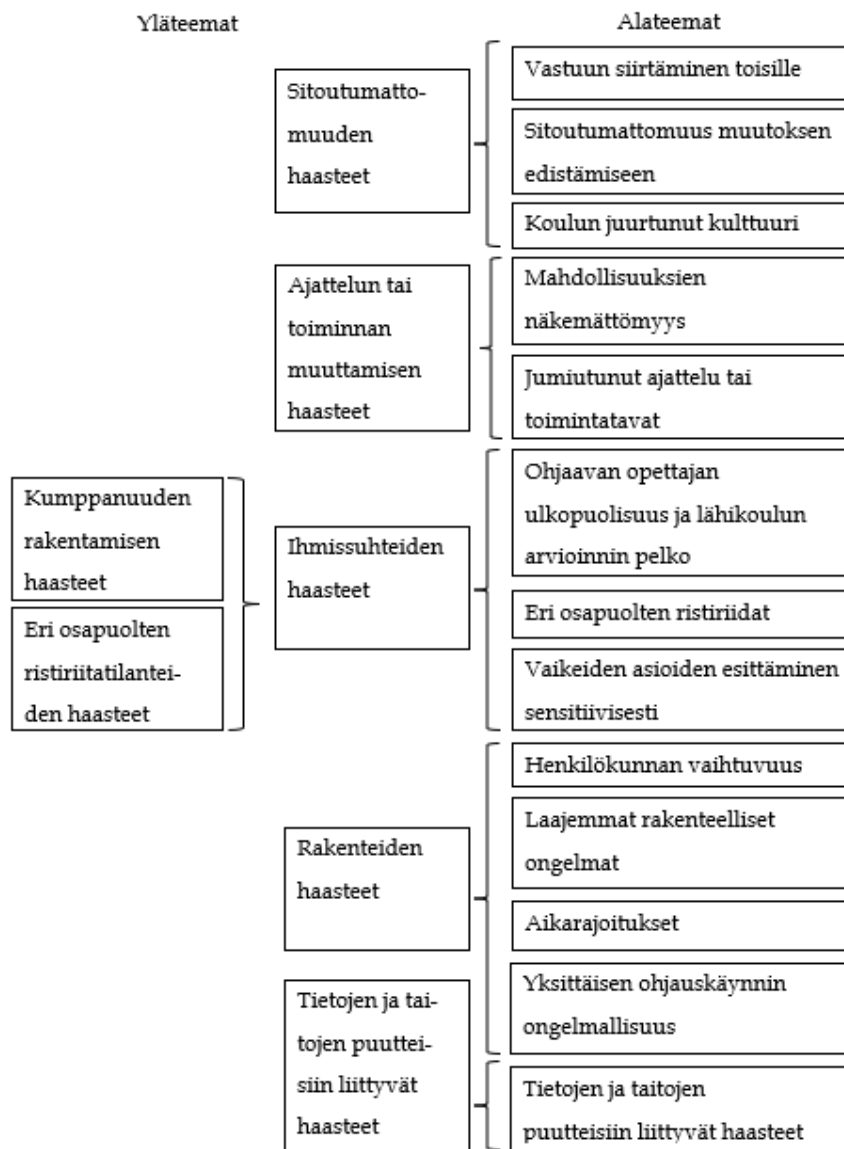 Yläteemat
Alateemat
Sitoutumatto-
muuden
haasteet
Vastuun siirtäminen toisille
Sitoutumattomuus muutoksen
edistämiseen
Koulun juurtunut kulttuuri
Ajattelun tai
toiminnan
muuttamisen
haasteet
Mahdollisuuksien
näkemättömyys
Jumiutunut ajattelu tai
toimintatavat
Kumppanuuden
rakentamisen
haasteet
Eri osapuolten
ristiriitatilantei-
den haasteet
Ihmissuhteiden
haasteet
Ohjaavan opettajan
ulkopuolisuus ja lähikoulun
arvioinnin pelko
Eri osapuolten ristiriidat
Vaikeiden asioiden esittäminen
sensitiivisesti
Rakenteiden
haasteet
Henkilökunnan vaihtuvuus
Laajemmat rakenteelliset
ongelmat
Aikarajoitukset
Yksittäisen ohjauskäynnin
ongelmallisuus
Tietojen ja tai-
tojen puuttei-
siin liittyvät
haasteet
Tietojen ja taitojen
puutteisiin liittyvät haasteet